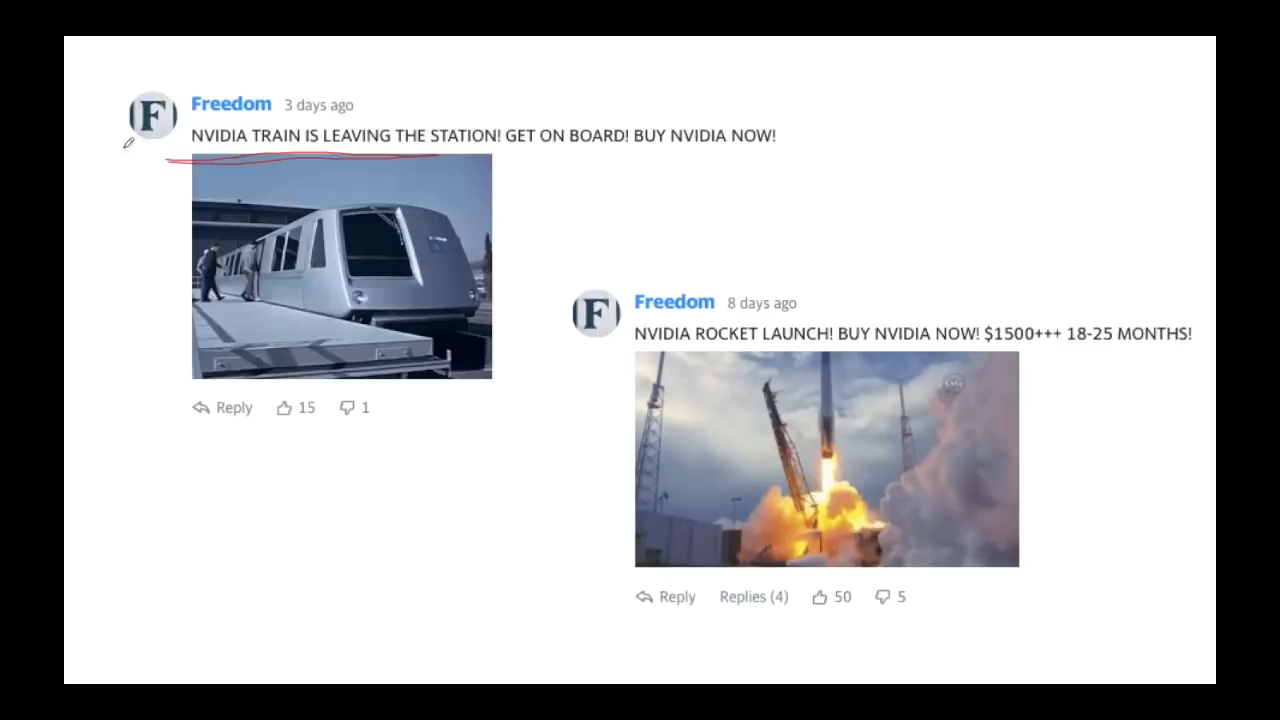 F
Freedom 3 days ago
NVIDIA TRAIN IS LEAVING THE STATION! GET ON BOARD! BUY NVIDIA NOW!
Reply 15 1
F
Freedom 8 days ago
NVIDIA ROCKET LAUNCH! BUY NVIDIA NOW! $1500+++ 18-25 MONTHS!
NASA
Reply Replies (4) 50 5